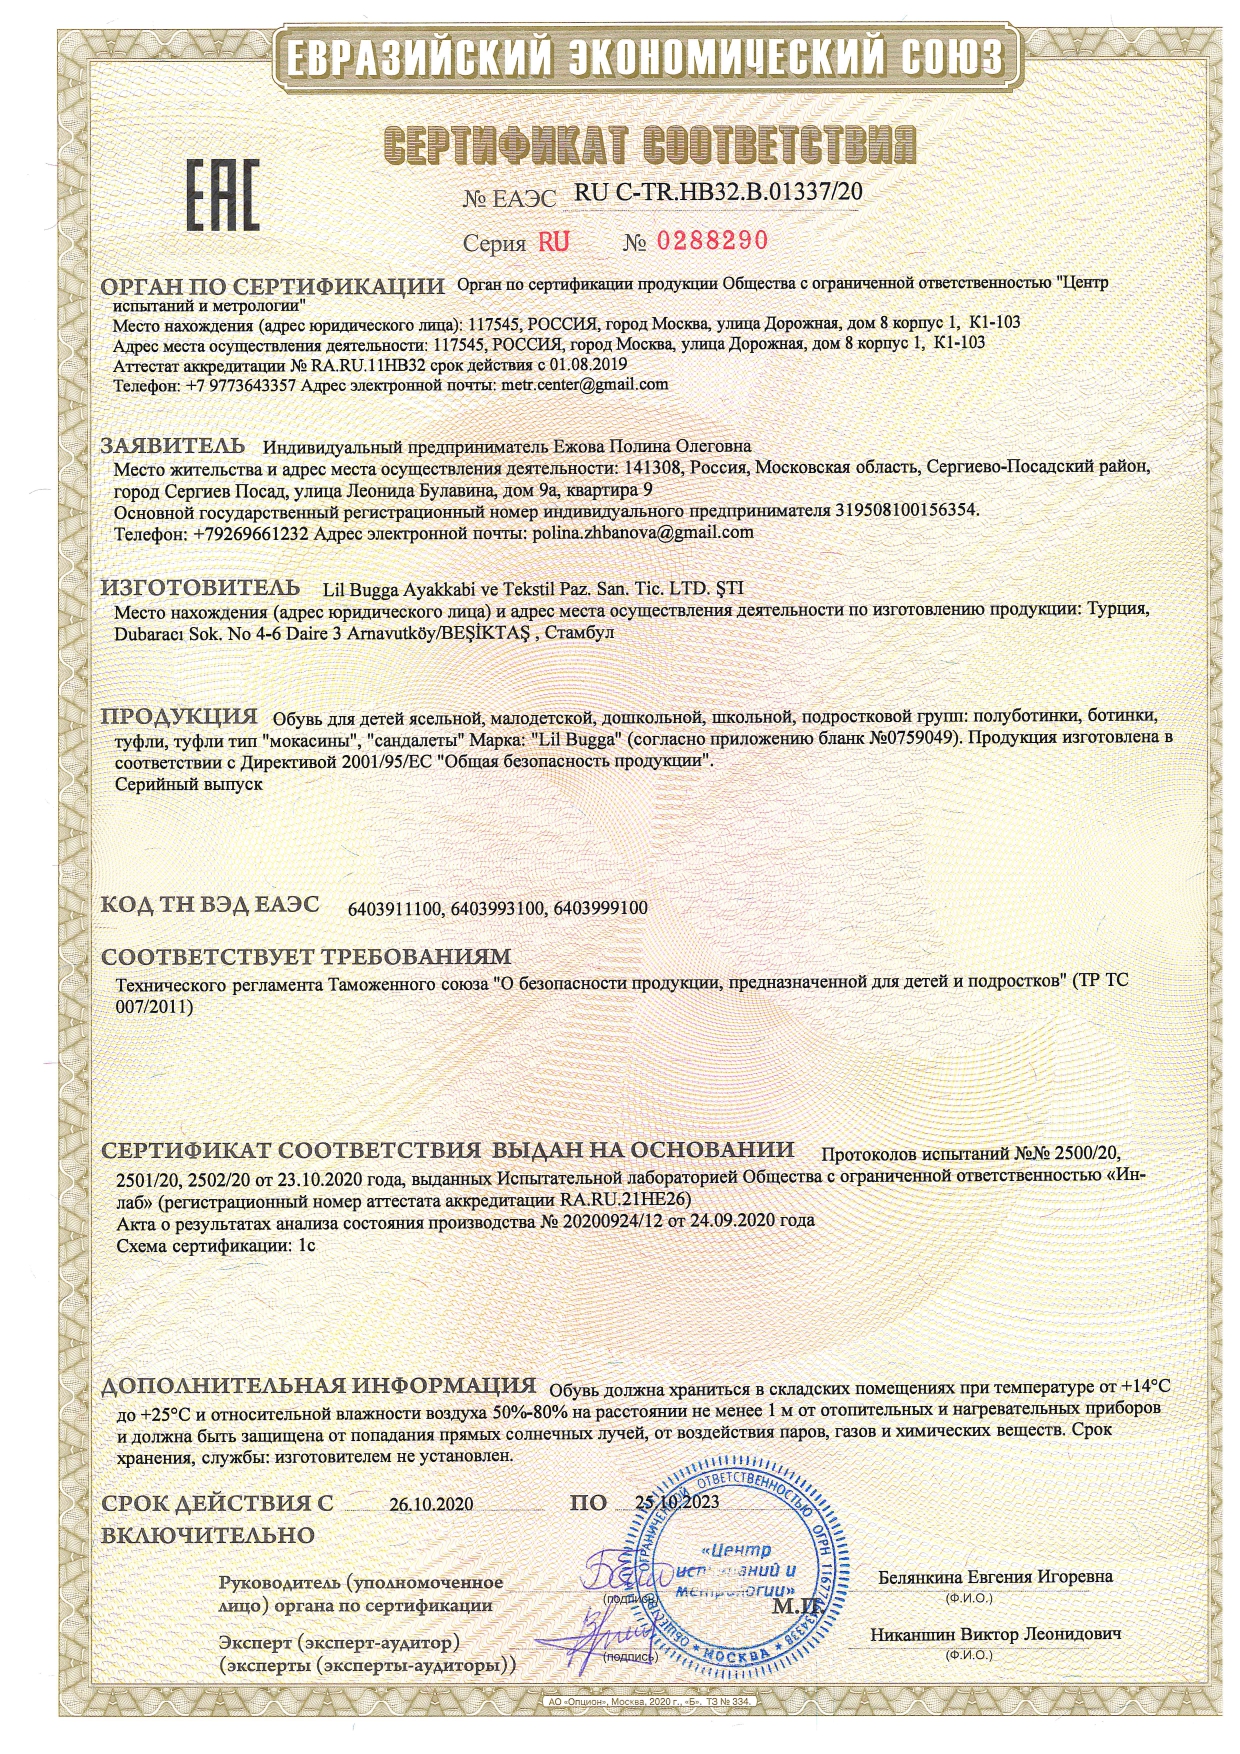 ЕВРАЗИЙСКИЙ ЭКОНОМИЧЕСКИЙ СОЮЗ
СЕРТИФИКАТ СООТВЕТСТВИЯ
EAC
№ ЕАЭС RU C-TR.HB32.B.01337/20
Серия RU № 0288290
ОРГАН ПО СЕРТИФИКАЦИИ Орган по сертификации продукции Общества с ограниченной ответственностью "Центр
испытаний и метрологии"
Место нахождения (адрес юридического лица): 117545, РОССИЯ, город Москва, улица Дорожная, дом 8 корпус 1, К1-103
Адрес места осуществления деятельности: 117545, РОССИЯ, город Москва, улица Дорожная, дом 8 корпус 1, К1-103
Аттестат аккредитации № RA.RU.11НВ32 срок действия с 01.08.2019
Телефон: +7 9773643357 Адрес электронной почты: metr.center@gmail.com
ЗАЯВИТЕЛЬ Индивидуальный предприниматель Ежова Полина Олеговна
Место жительства и адрес места осуществления деятельности: 141308, Россия, Московская область, Сергиево-Посадский район,
город Сергиев Посад, улица Леонида Булавина, дом 9а, квартира 9
Основной государственный регистрационный номер индивидуального предпринимателя 319508100156354.
Телефон: +79269661232 Адрес электронной почты: polina.zhbanova@gmail.com
ИЗГОТОВИТЕЛЬ Lil Bugga Ayakkabi ve Tekstil Paz. San. Tic. LTD. ŞTI
Место нахождения (адрес юридического лица) и адрес места осуществления деятельности по изготовлению продукции: Турция,
Dubaracı Sok. No 4-6 Daire 3 Arnavutköy/BEŞİKTAŞ , Стамбул
ПРОДУКЦИЯ Обувь для детей ясельной, малодетской, дошкольной, школьной, подростковой групп: полуботинки, ботинки,
туфли, туфли тип "мокасины", "сандалеты" Марка: "Lil Bugga" (согласно приложению бланк №0759049). Продукция изготовлена в
соответствии с Директивой 2001/95/ЕС "Общая безопасность продукции".
Серийный выпуск
КОД ТН ВЭД ЕАЭС 6403911100, 6403993100, 6403999100
СООТВЕТСТВУЕТ ТРЕБОВАНИЯМ
Технического регламента Таможенного союза "О безопасности продукции, предназначенной для детей и подростков" (ТР ТС
007/2011)
СЕРТИФИКАТ СООТВЕТСТВИЯ ВЫДАН НА ОСНОВАНИИ Протоколов испытаний №№ 2500/20,
2501/20, 2502/20 от 23.10.2020 года, выданных Испытательной лабораторией Общества с ограниченной ответственностью «Ин-
лаб» (регистрационный номер аттестата аккредитации RA.RU.21НЕ26)
Акта о результатах анализа состояния производства № 20200924/12 от 24.09.2020 года
Схема сертификации: 1с
ДОПОЛНИТЕЛЬНАЯ ИНФОРМАЦИЯ Обувь должна храниться в складских помещениях при температуре от +14°C
до +25°C и относительной влажности воздуха 50%-80% на расстоянии не менее 1 м от отопительных и нагревательных приборов
и должна быть защищена от попадания прямых солнечных лучей, от воздействия паров, газов и химических веществ. Срок
хранения, службы: изготовителем не установлен.
СРОК ДЕЙСТВИЯ С 26.10.2020 ПО 25.10.2023
ВКЛЮЧИТЕЛЬНО
«Центр
испытаний и
метрологии»
МОСКВА
Руководитель (уполномоченное
лицо) органа по сертификации
(подпись)
М.П.
Белянкина Евгения Игоревна
(Ф.И.О.)
Эксперт (эксперт-аудитор)
(эксперты (эксперты-аудиторы))
(подпись)
Никаншин Виктор Леонидович
(Ф.И.О.)
АО «Опцион», Москва, 2020 г., «Б». ТЗ № 334.